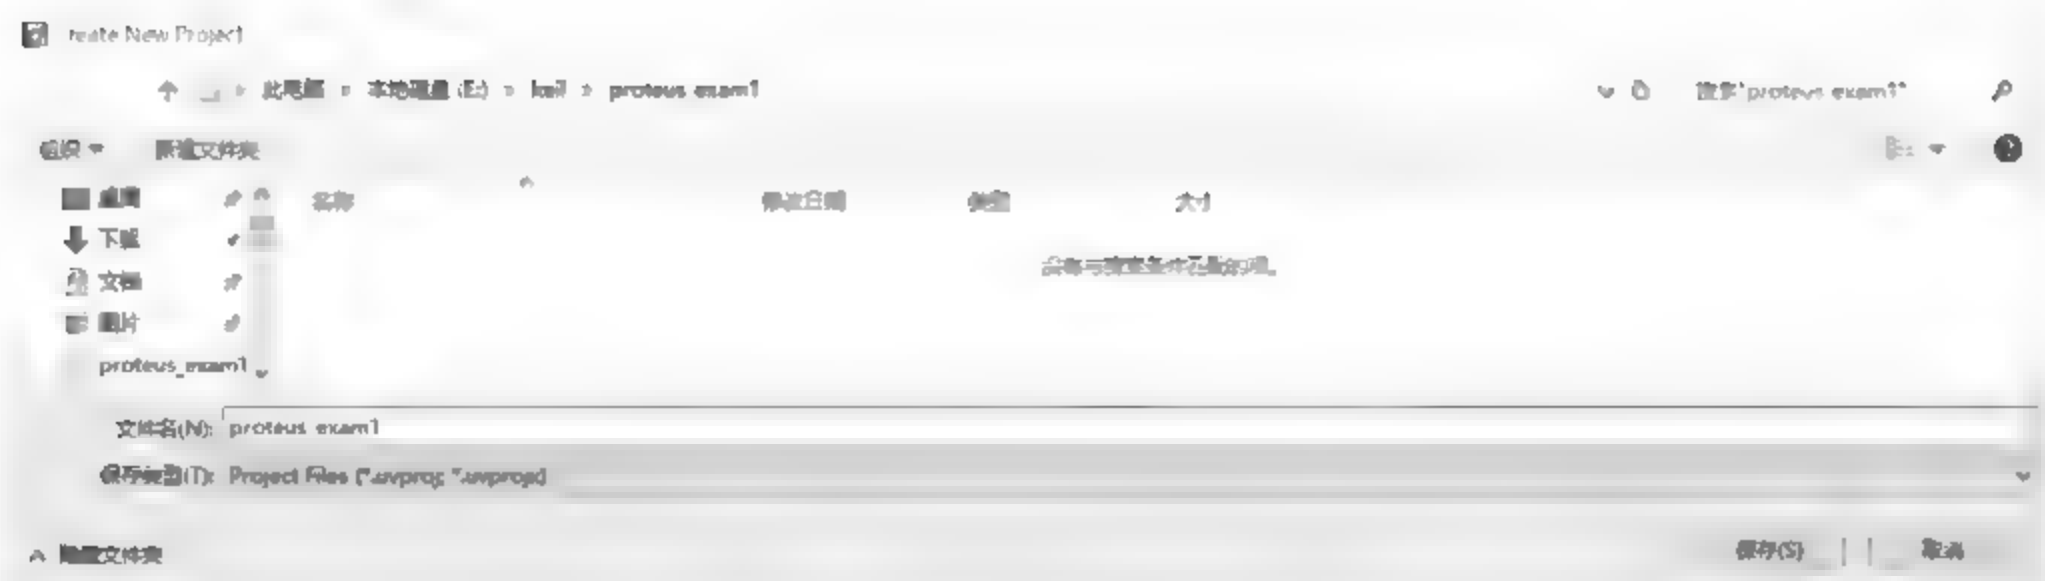 reate New Project
此电脑 本地磁盘 (E:) keil proteus exam1 搜索"proteus exam1"
组织 新建文件夹
桌面 名称 修改日期 类型 大小
下载
没有与搜索条件匹配的项。
文档
图片
proteus_exam1
文件名(N): proteus exam1
保存类型(T): Project Files (*.uvproj; *.uvprojx)
隐藏文件夹 保存(S) 取消